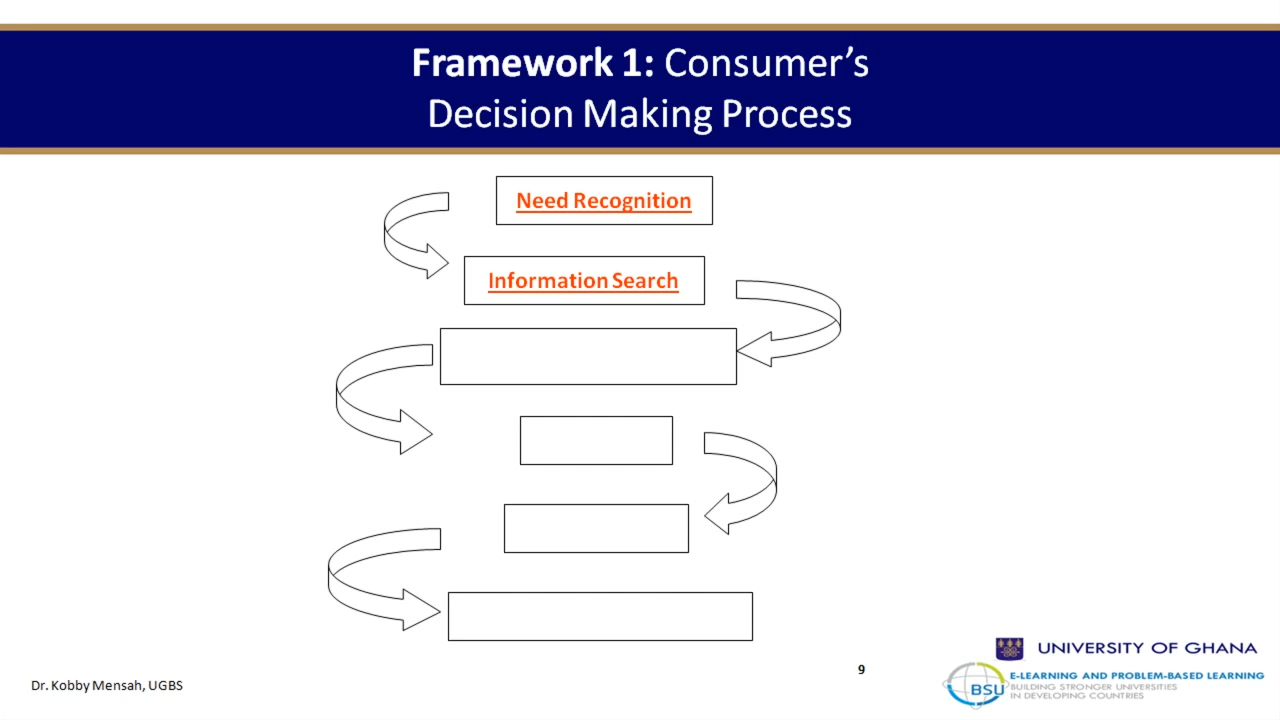 Framework 1: Consumer's
Decision Making Process
Need Recognition
Information Search
9
Dr. Kobby Mensah, UGBS
UNIVERSITY OF GHANA
BSU
E-LEARNING AND PROBLEM-BASED LEARNING
BUILDING STRONGER UNIVERSITIES
IN DEVELOPING COUNTRIES